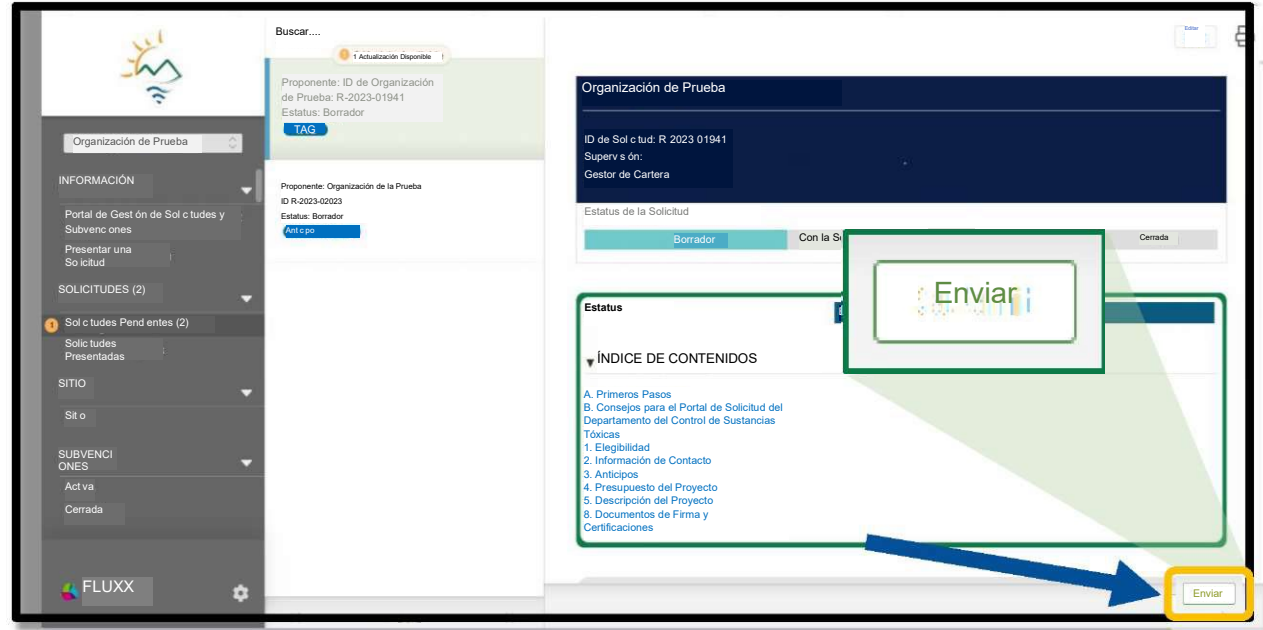 Organización de Prueba
INFORMACIÓN
Portal de Gest ón de Sol c tudes y
Subvenc ones
Presentar una
So icitud
SOLICITUDES (2)
1
Sol c tudes Pend entes (2)
Solic tudes
Presentadas
SITIO
Sit o
SUBVENCI
ONES
Act va
Cerrada
FLUXX
Buscar....
1 Actualización Disponible
Proponente: ID de Organización
de Prueba: R-2023-01941
Estatus: Borrador
TAG
Proponente: Organización de la Prueba
ID R-2023-02023
Estatus: Borrador
Ant c po
Editar
Organización de Prueba
ID de Sol c tud: R 2023 01941
Superv s ón:
Gestor de Cartera
Estatus de la Solicitud
Borrador
Con la S
Cerrada
Enviar
Estatus
ÍNDICE DE CONTENIDOS
A. Primeros Pasos
B. Consejos para el Portal de Solicitud del
Departamento del Control de Sustancias
Tóxicas
1. Elegibilidad
2. Información de Contacto
3. Anticipos
4. Presupuesto del Proyecto
5. Descripción del Proyecto
8. Documentos de Firma y
Certificaciones
Enviar